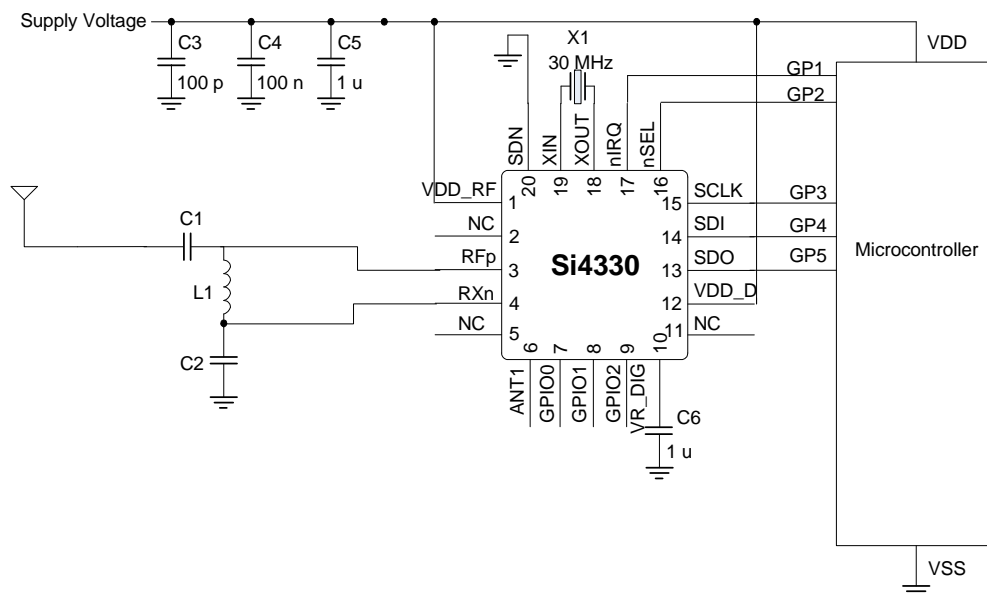 Supply Voltage
C3
100 p
C4
100 n
C5
1 u
X1
30 MHz
VDD
GP1
GP2
SDN
XIN
XOUT
nIRQ
nSEL
20
19
18
17
16
VDD_RF
1
NC
2
RFp
3
RXn
4
NC
5
Si4330
15
SCLK
GP3
14
SDI
GP4
13
SDO
GP5
12
VDD_D
11
NC
Microcontroller
C1
L1
C2
6
7
8
9
10
ANT1
GPIO0
GPIO1
GPIO2
VR_DIG
C6
1 u
VSS